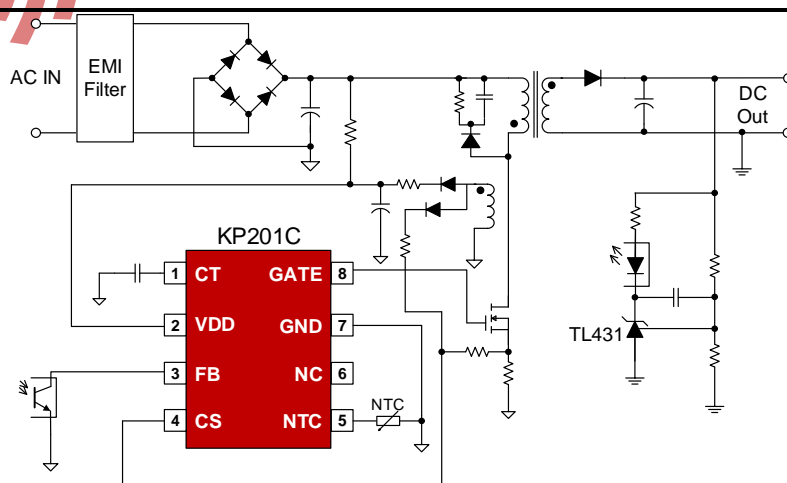 AC IN
EMI
Filter
DC
Out
KP201C
1 CT GATE 8
2 VDD GND 7
3 FB NC 6
4 CS NTC 5
NTC
TL431